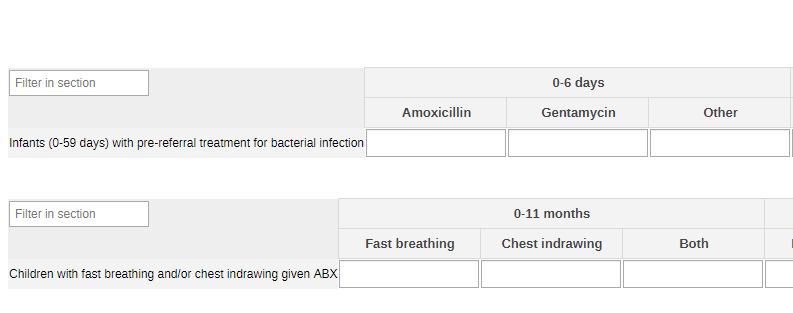 Filter in section
0-6 days
Amoxicillin Gentamycin Other
Infants (0-59 days) with pre-referral treatment for bacterial infection
Filter in section
0-11 months
Fast breathing Chest indrawing Both
Children with fast breathing and/or chest indrawing given ABX